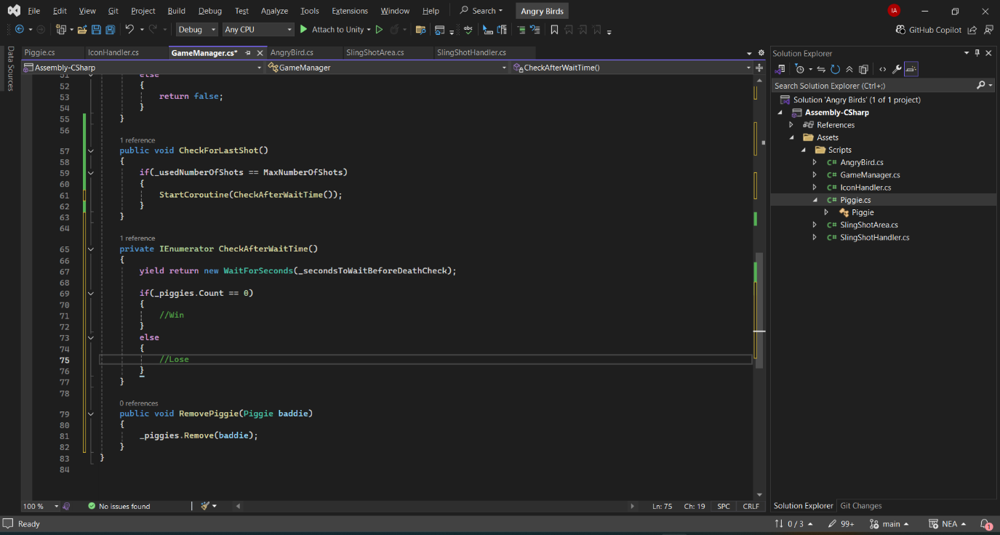 File Edit View Git Project Build Debug Test Analyze Tools Extensions Window Help Search Angry Birds IA
Debug Any CPU Attach to Unity GitHub Copilot
Data Sources
Piggie.cs IconHandler.cs GameManager.cs* AngryBird.cs SlingShotArea.cs SlingShotHandler.cs
Assembly-CSharp GameManager CheckAfterWaitTime()
51 else
52 {
53 return false;
54 }
55 }
56
1 reference
57 public void CheckForLastShot()
58 {
59 if(_usedNumberOfShots == MaxNumberOfShots)
60 {
61 StartCoroutine(CheckAfterWaitTime());
62 }
63 }
64
1 reference
65 private IEnumerator CheckAfterWaitTime()
66 {
67 yield return new WaitForSeconds(_secondsToWaitBeforeDeathCheck);
68
69 if(_piggies.Count == 0)
70 {
71 //Win
72 }
73 else
74 {
75 //Lose
76 }
77 }
78
0 references
79 public void RemovePiggie(Piggie baddie)
80 {
81 _piggies.Remove(baddie);
82 }
83 }
84
100 % No issues found Ln: 75 Ch: 19 SPC CRLF
Solution Explorer
Search Solution Explorer (Ctrl+;)
Solution 'Angry Birds' (1 of 1 project)
Assembly-CSharp
References
Assets
Scripts
C# AngryBird.cs
C# GameManager.cs
C# IconHandler.cs
C# Piggie.cs
Piggie
C# SlingShotArea.cs
C# SlingShotHandler.cs
Solution Explorer Git Changes
Ready 0 / 3 99+ main NEA 1